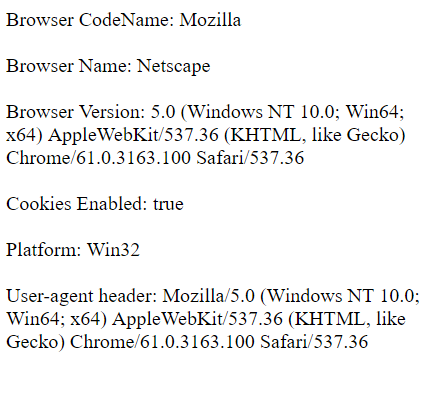 Browser CodeName: Mozilla
Browser Name: Netscape
Browser Version: 5.0 (Windows NT 10.0; Win64;
x64) AppleWebKit/537.36 (KHTML, like Gecko)
Chrome/61.0.3163.100 Safari/537.36
Cookies Enabled: true
Platform: Win32
User-agent header: Mozilla/5.0 (Windows NT 10.0;
Win64; x64) AppleWebKit/537.36 (KHTML, like
Gecko) Chrome/61.0.3163.100 Safari/537.36